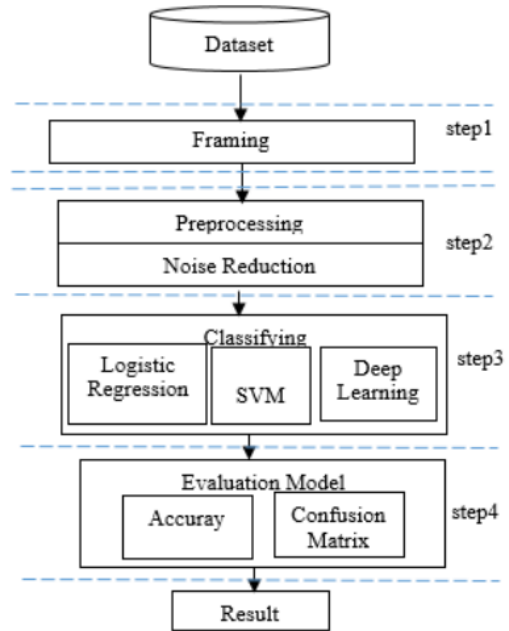 Dataset
step1
Framing
Preprocessing
step2
Noise Reduction
Classifying
Logistic
Regression
SVM
Deep
Learning
step3
Evaluation Model
Accuray
Confusion
Matrix
step4
Result